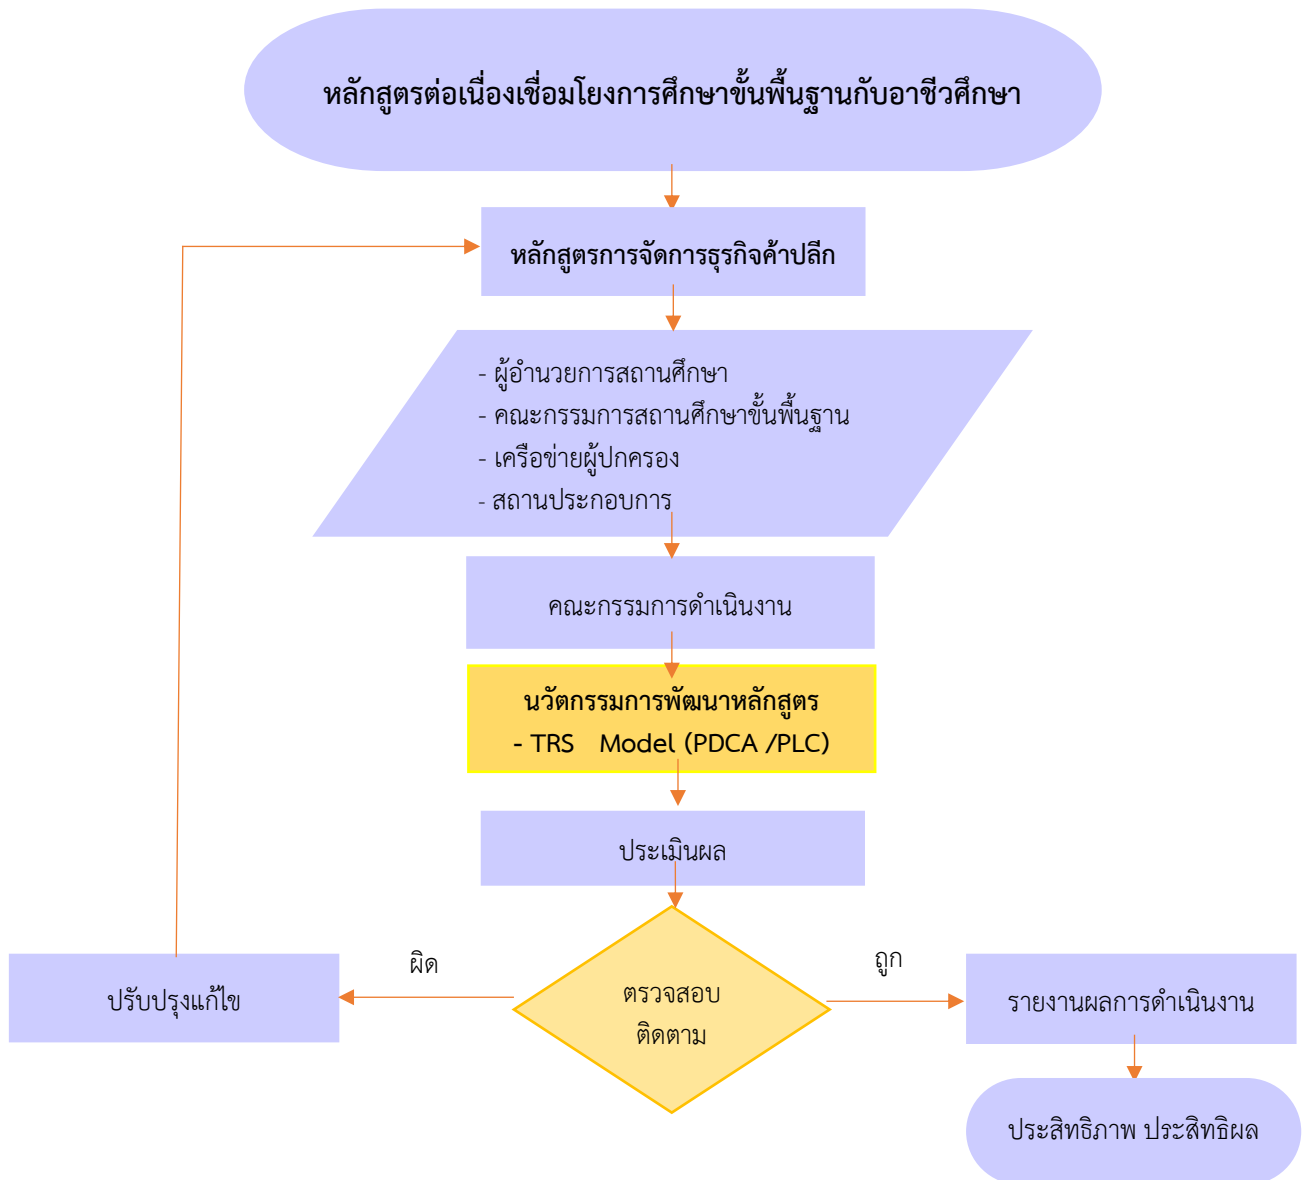 หลักสูตรต่อเนื่องเชื่อมโยงการศึกษาขั้นพื้นฐานกับอาชีวศึกษา
หลักสูตรการจัดการธุรกิจค้าปลีก
- ผู้อำนวยการสถานศึกษา
- คณะกรรมการสถานศึกษาขั้นพื้นฐาน
- เครือข่ายผู้ปกครอง
- สถานประกอบการ
คณะกรรมการดำเนินงาน
นวัตกรรมการพัฒนาหลักสูตร
- TRS Model (PDCA /PLC)
ประเมินผล
ผิด
ถูก
ตรวจสอบ
ติดตาม
ปรับปรุงแก้ไข
รายงานผลการดำเนินงาน
ประสิทธิภาพ ประสิทธิผล